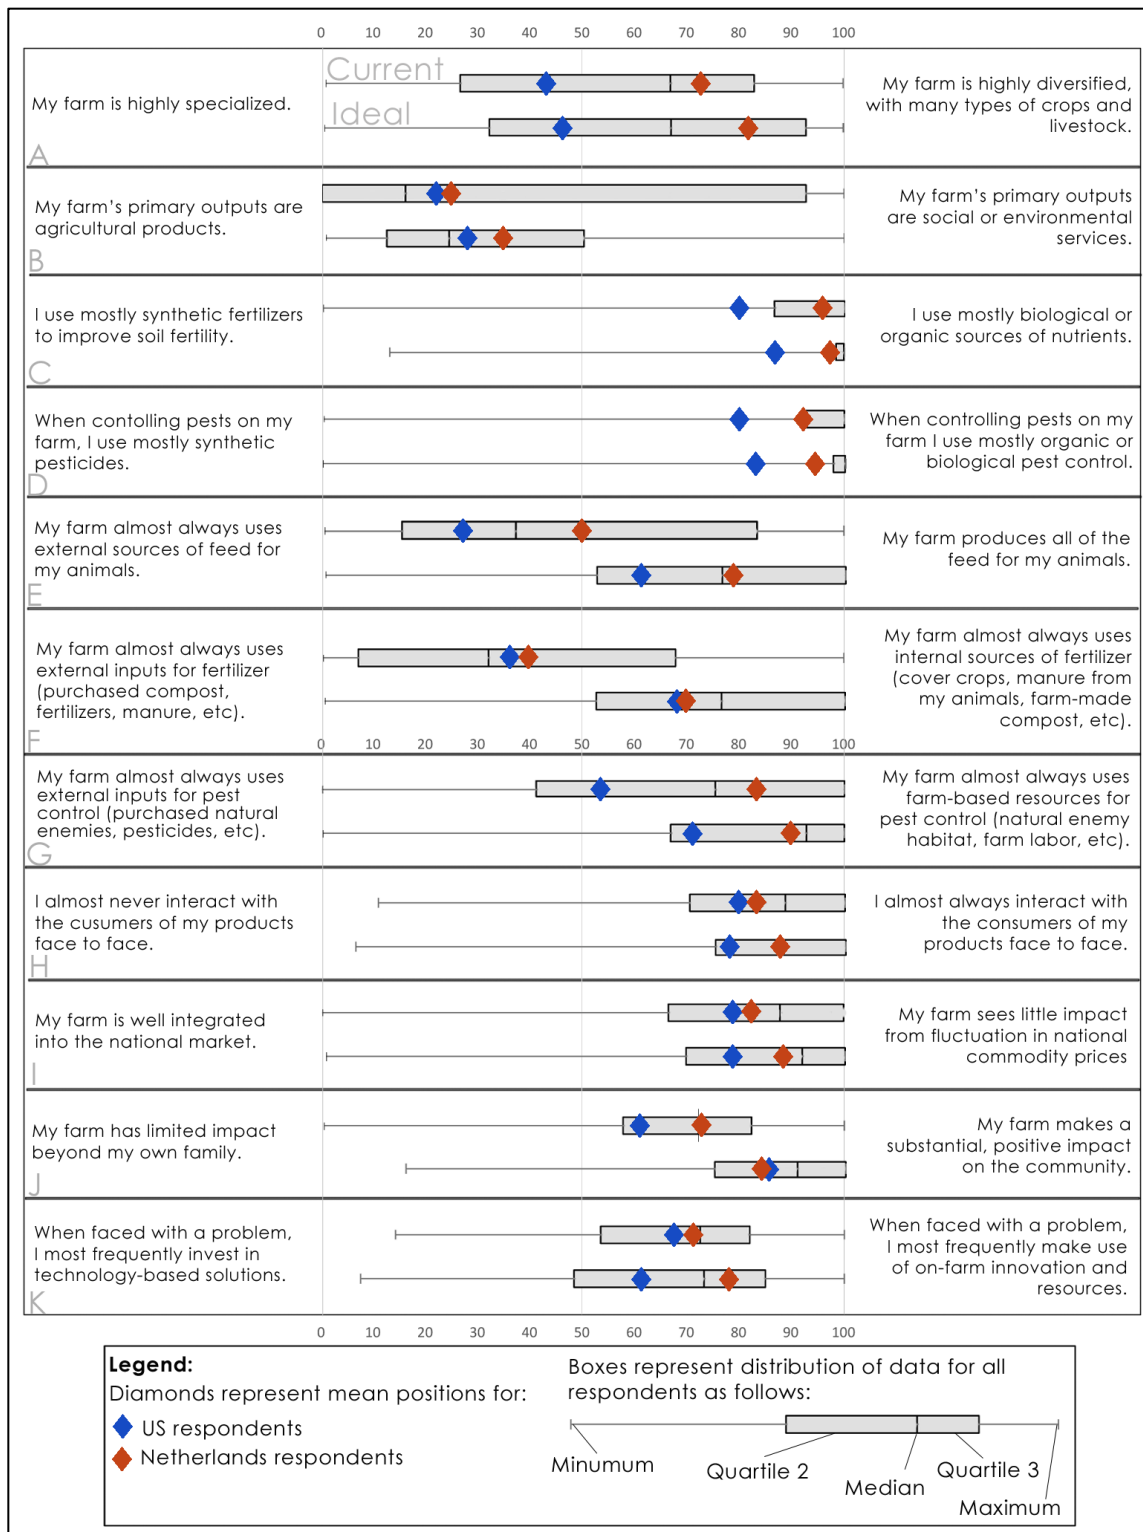 0 10 20 30 40 50 60 70 80 90 100
Current
Ideal
My farm is highly specialized.
My farm is highly diversified,
with many types of crops and
livestock.
A
My farm's primary outputs are
agricultural products.
My farm's primary outputs
are social or environmental
services.
B
I use mostly synthetic fertilizers
to improve soil fertility.
I use mostly biological or
organic sources of nutrients.
C
When contolling pests on my
farm, I use mostly synthetic
pesticides.
When controlling pests on my
farm I use mostly organic or
biological pest control.
D
My farm almost always uses
external sources of feed for
my animals.
My farm produces all of the
feed for my animals.
E
My farm almost always uses
external inputs for fertilizer
(purchased compost,
fertilizers, manure, etc).
My farm almost always uses
internal sources of fertilizer
(cover crops, manure from
my animals, farm-made
compost, etc).
F
0 10 20 30 40 50 60 70 80 90 100
My farm almost always uses
external inputs for pest
control (purchased natural
enemies, pesticides, etc).
My farm almost always uses
farm-based resources for
pest control (natural enemy
habitat, farm labor, etc).
G
I almost never interact with
the cusumers of my products
face to face.
I almost always interact with
the consumers of my
products face to face.
H
My farm is well integrated
into the national market.
My farm sees little impact
from fluctuation in national
commodity prices
I
My farm has limited impact
beyond my own family.
My farm makes a
substantial, positive impact
on the community.
J
When faced with a problem,
I most frequently invest in
technology-based solutions.
When faced with a problem,
I most frequently make use
of on-farm innovation and
resources.
K
0 10 20 30 40 50 60 70 80 90 100
Legend:
Diamonds represent mean positions for:
US respondents
Netherlands respondents
Boxes represent distribution of data for all
respondents as follows:
Minumum
Quartile 2
Median
Quartile 3
Maximum